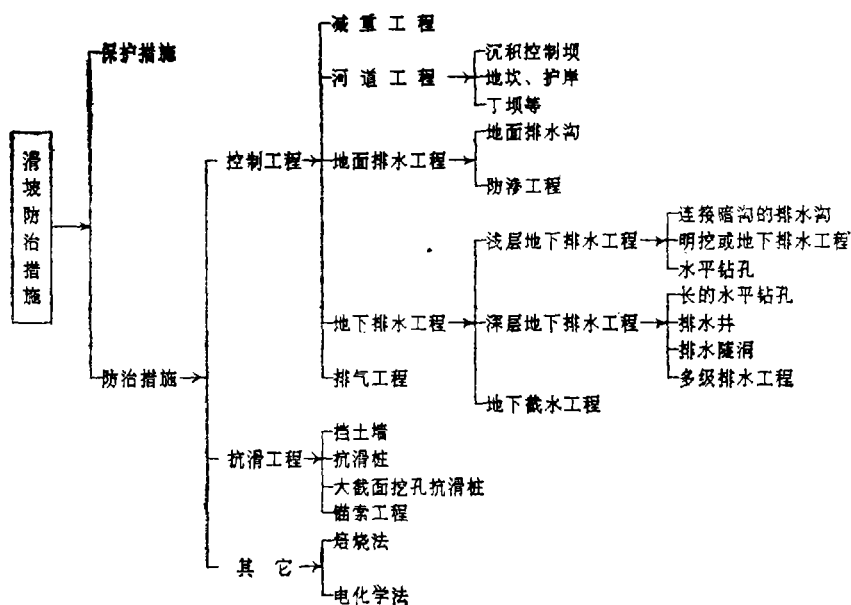 滑坡防治措施
保护措施
防治措施
控制工程
减重工程
河道工程
沉积控制坝
地坎、护岸
丁坝等
地面排水工程
地面排水沟
防渗工程
地下排水工程
浅层地下排水工程
连接暗沟的排水沟
明挖或地下排水工程
水平钻孔
深层地下排水工程
长的水平钻孔
排水井
排水隧洞
多级排水工程
地下截水工程
排气工程
抗滑工程
挡土墙
抗滑桩
大截面挖孔抗滑桩
锚索工程
其它
焙烧法
电化学法